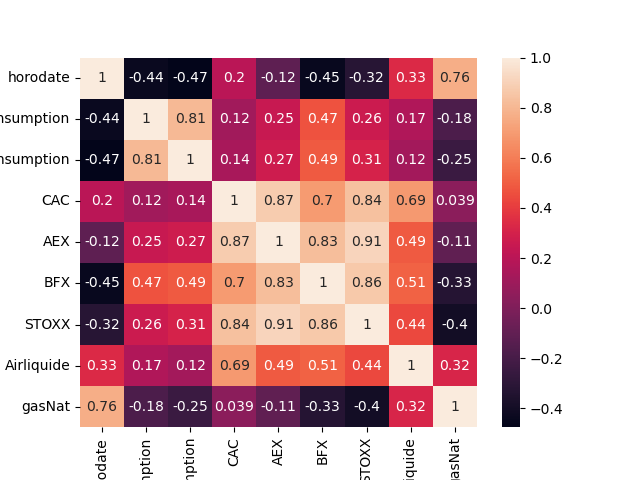 horodate 1 -0.44 -0.47 0.2 -0.12 -0.45 -0.32 0.33 0.76
nsumption -0.44 1 0.81 0.12 0.25 0.47 0.26 0.17 -0.18
nsumption -0.47 0.81 1 0.14 0.27 0.49 0.31 0.12 -0.25
CAC 0.2 0.12 0.14 1 0.87 0.7 0.84 0.69 0.039
AEX -0.12 0.25 0.27 0.87 1 0.83 0.91 0.49 -0.11
BFX -0.45 0.47 0.49 0.7 0.83 1 0.86 0.51 -0.33
STOXX -0.32 0.26 0.31 0.84 0.91 0.86 1 0.44 -0.4
Airliquide 0.33 0.17 0.12 0.69 0.49 0.51 0.44 1 0.32
gasNat 0.76 -0.18 -0.25 0.039 -0.11 -0.33 -0.4 0.32 1
rodate
mption
mption
CAC
AEX
BFX
STOXX
iquide
gasNat
1.0
0.8
0.6
0.4
0.2
0.0
−0.2
−0.4